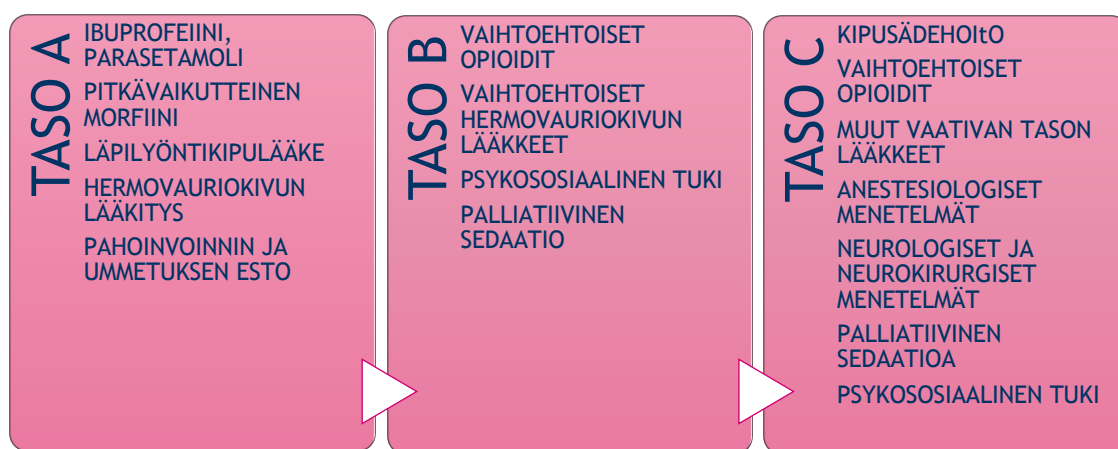 TASO A
IBUPROFEIINI,
PARASETAMOLI
PITKÄVAIKUTTEINEN
MORFIINI
LÄPILYÖNTIKIPULÄÄKE
HERMOVAURIOKIVUN
LÄÄKITYS
PAHOINVOINNIN JA
UMMETUKSEN ESTO
TASO B
VAIHTOEHTOISET
OPIOIDIT
VAIHTOEHTOISET
HERMOVAURIOKIVUN
LÄÄKKEET
PSYKOSOSIAALINEN TUKI
PALLIATIIVINEN
SEDAATIO
TASO C
KIPUSÄDEHOItO
VAIHTOEHTOISET
OPIOIDIT
MUUT VAATIVAN TASON
LÄÄKKEET
ANESTESIOLOGISET
MENETELMÄT
NEUROLOGISET JA
NEUROKIRURGISET
MENETELMÄT
PALLIATIIVINEN
SEDAATIOA
PSYKOSOSIAALINEN TUKI